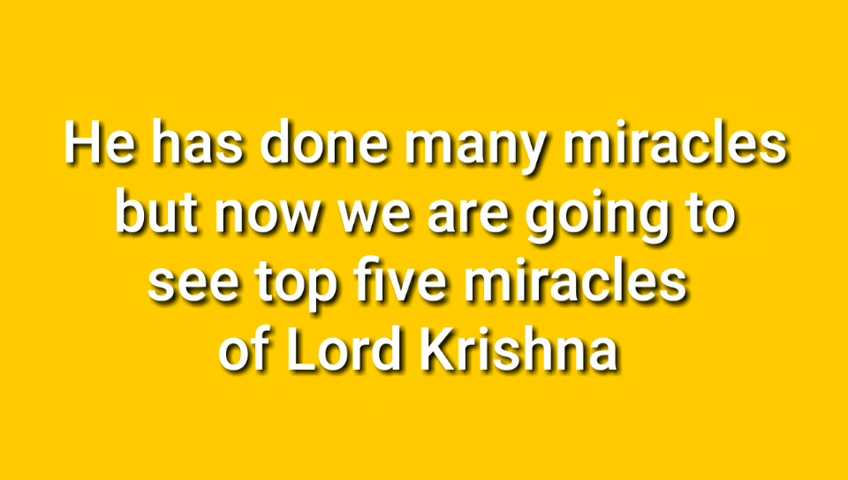 He has done many miracles
but now we are going to
see top five miracles
of Lord Krishna